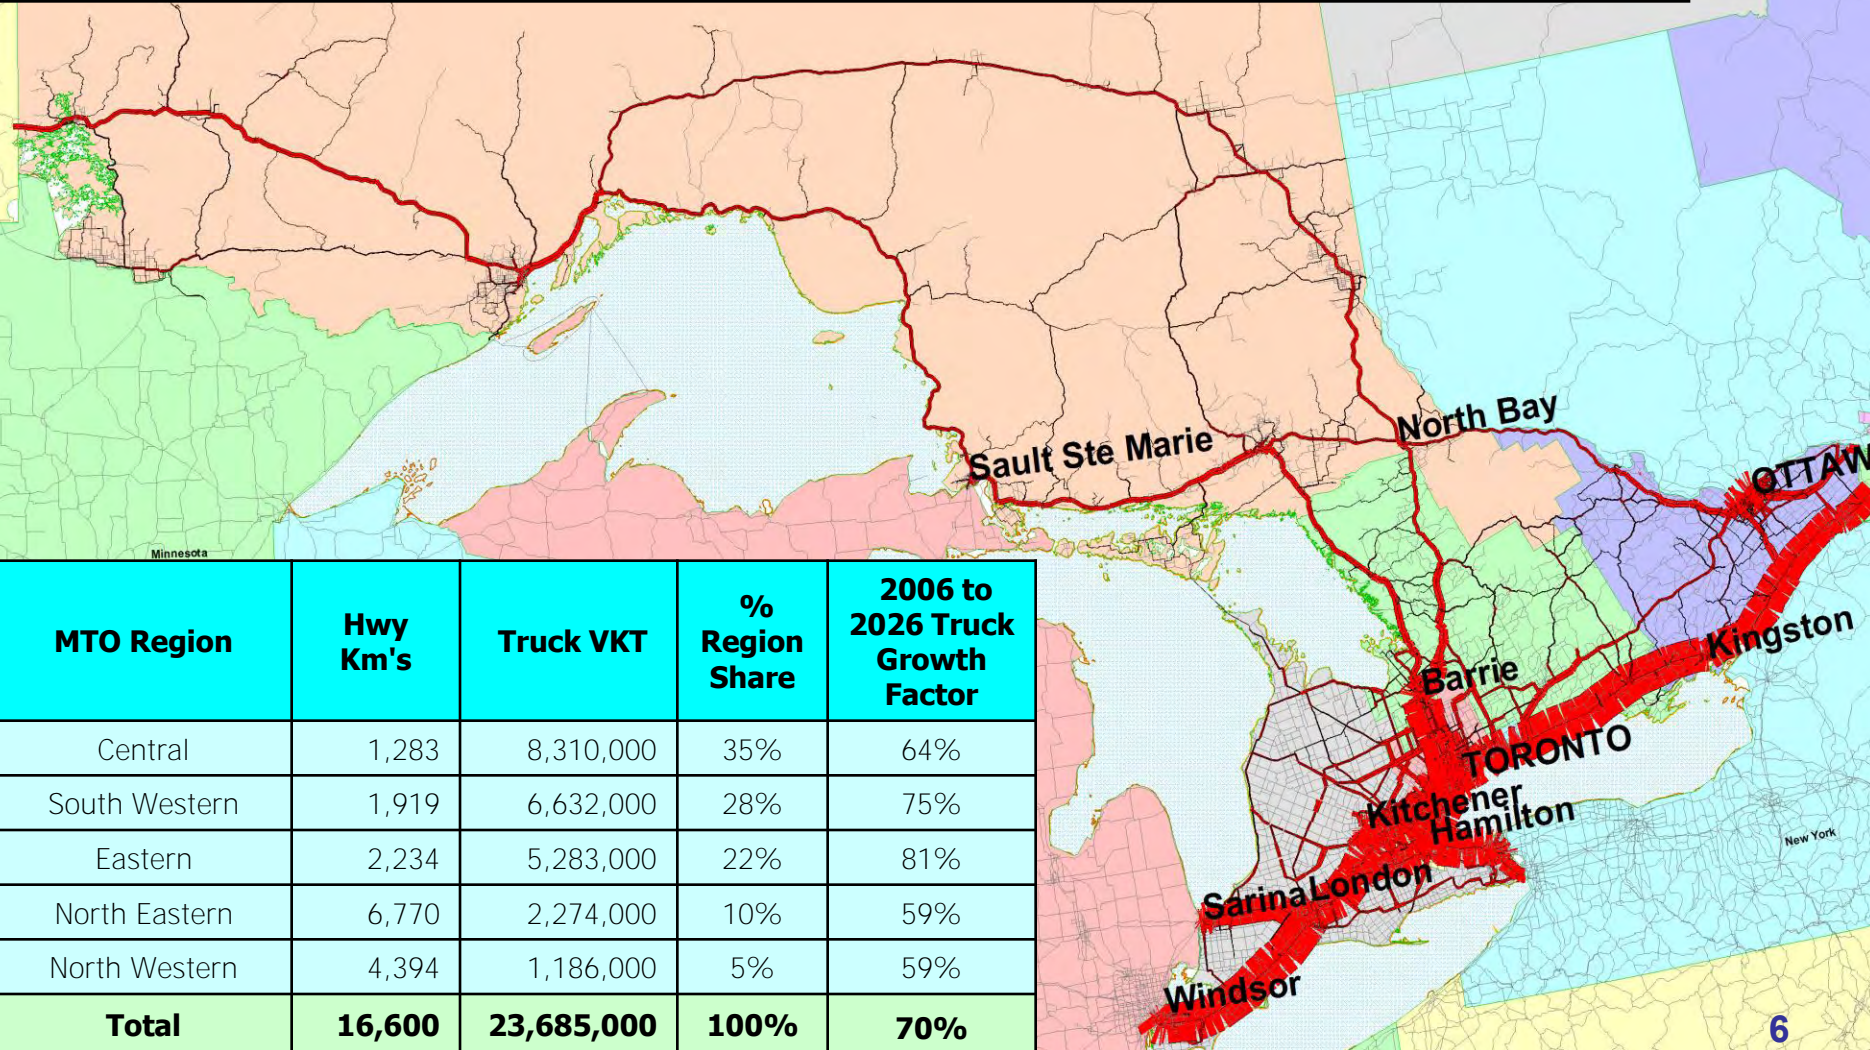 North Bay
Sault Ste Marie
OTTAW
Minnesota
Kingston
Barrie
TORONTO
Kitchener
Hamilton
New York
Sarina London
Windsor
MTO Region Hwy Km's Truck VKT % Region Share 2006 to 2026 Truck Growth Factor
Central 1,283 8,310,000 35% 64%
South Western 1,919 6,632,000 28% 75%
Eastern 2,234 5,283,000 22% 81%
North Eastern 6,770 2,274,000 10% 59%
North Western 4,394 1,186,000 5% 59%
Total 16,600 23,685,000 100% 70%
6